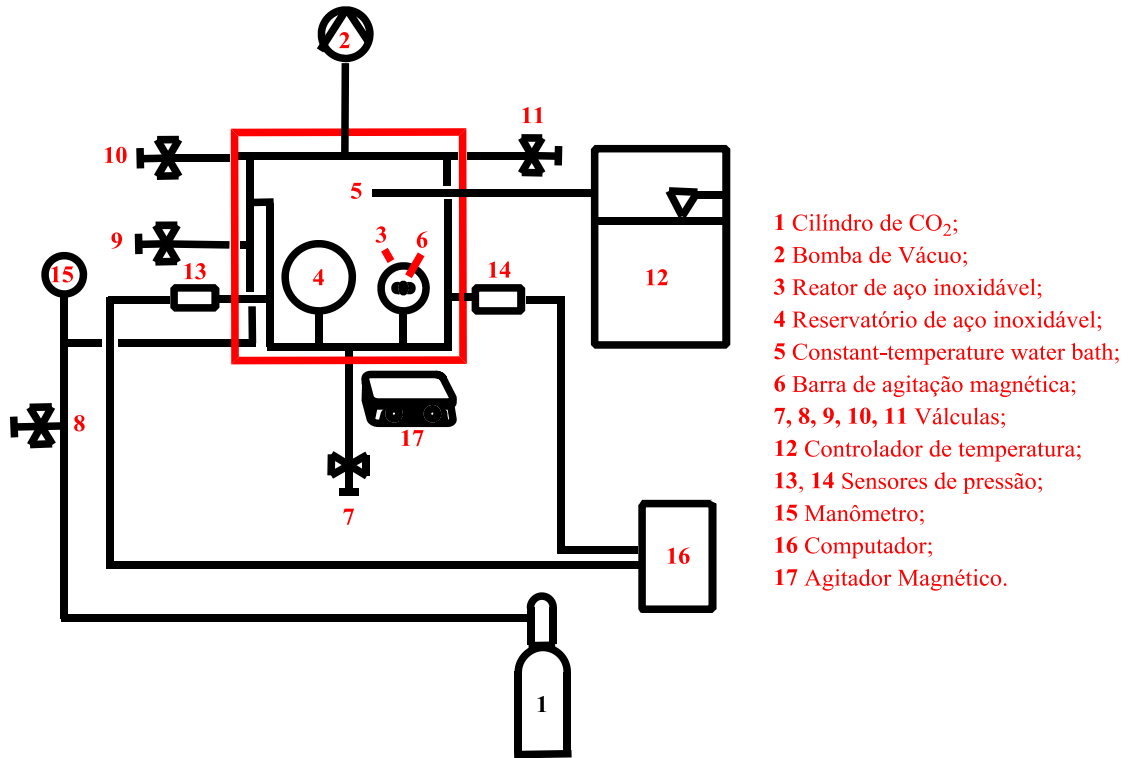 2
11
10
5
3 6
9
13
15
4
14
12
8
17
7
16
1
1 Cilíndro de CO₂;
2 Bomba de Vácuo;
3 Reator de aço inoxidável;
4 Reservatório de aço inoxidável;
5 Constant-temperature water bath;
6 Barra de agitação magnética;
7, 8, 9, 10, 11 Válculas;
12 Controlador de temperatura;
13, 14 Sensores de pressão;
15 Manômetro;
16 Computador;
17 Agitador Magnético.